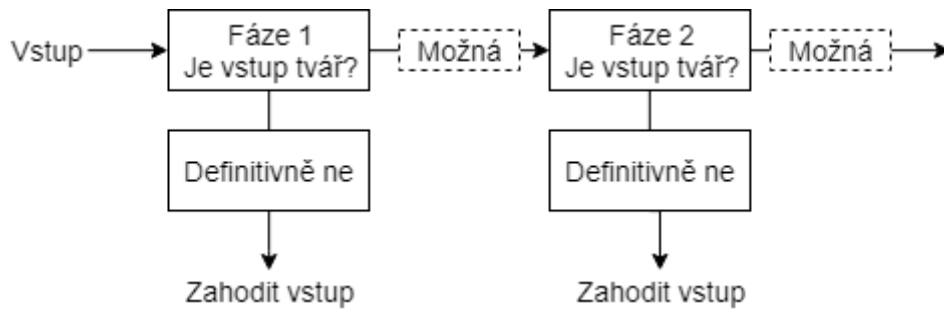 Vstup
Fáze 1
Je vstup tvář?
Možná
Fáze 2
Je vstup tvář?
Možná
Definitivně ne
Definitivně ne
Zahodit vstup
Zahodit vstup